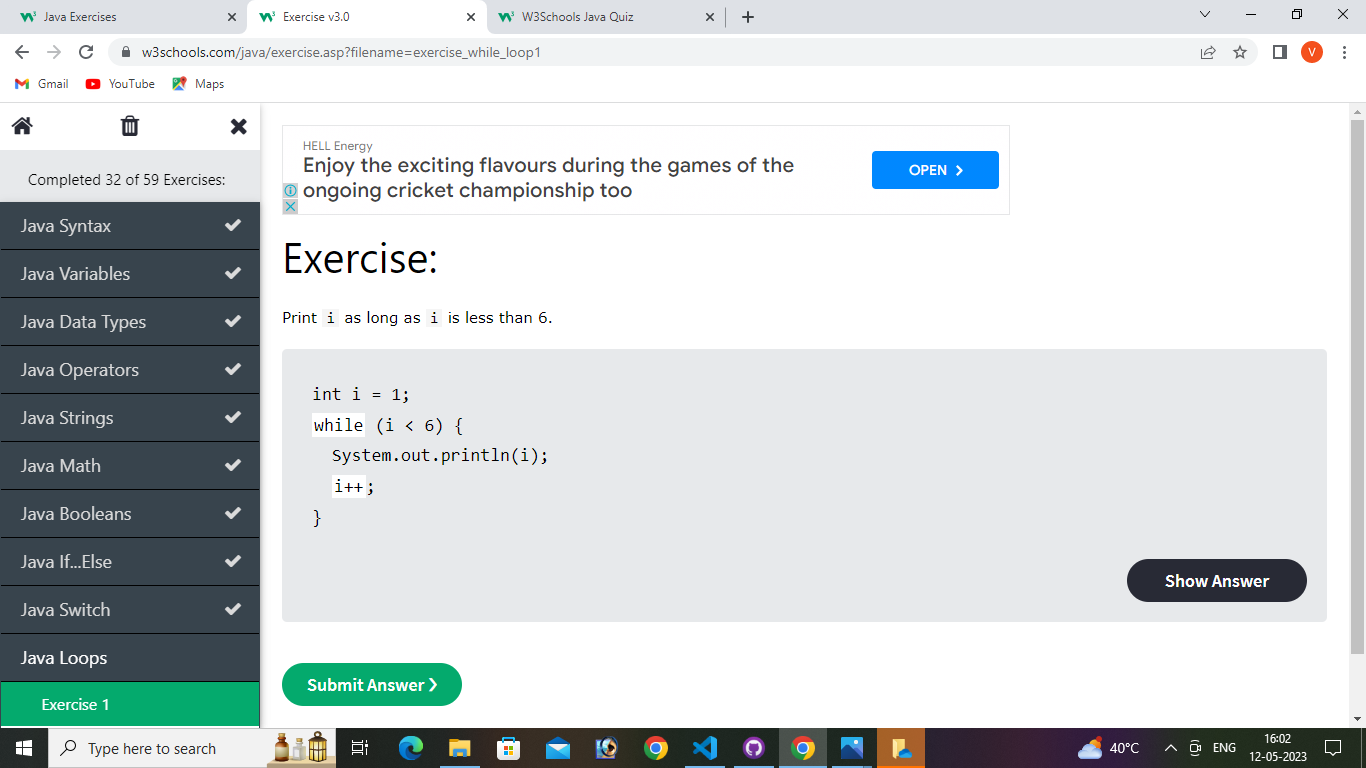 Java Exercises
Exercise v3.0
W3Schools Java Quiz
w3schools.com/java/exercise.asp?filename=exercise_while_loop1
V
Gmail
YouTube
Maps
Completed 32 of 59 Exercises:
Java Syntax
Java Variables
Java Data Types
Java Operators
Java Strings
Java Math
Java Booleans
Java If...Else
Java Switch
Java Loops
Exercise 1
HELL Energy
Enjoy the exciting flavours during the games of the
ongoing cricket championship too
OPEN
Exercise:
Print i as long as i is less than 6.
int i = 1;
while (i < 6) {
System.out.println(i);
i++;
}
Show Answer
Submit Answer ❯
Type here to search
40°C
ENG
16:02
12-05-2023